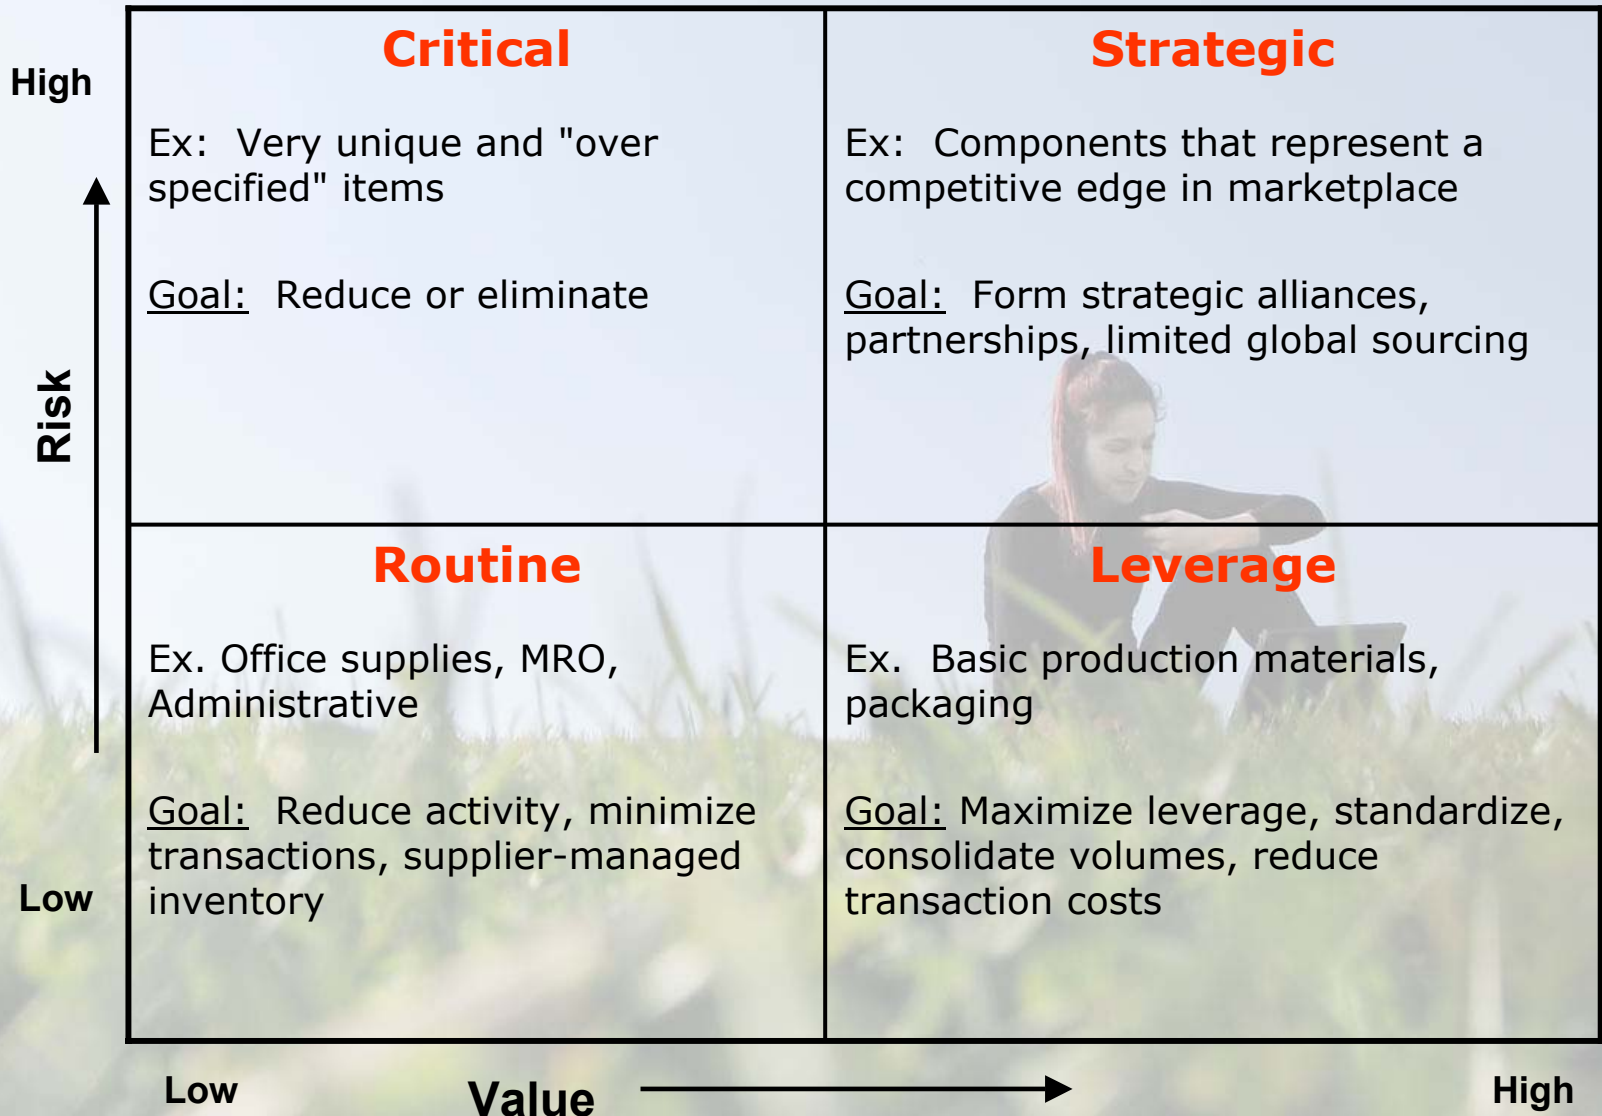 Critical
Strategic
High
Ex: Very unique and "over
specified" items
Ex: Components that represent a
competitive edge in marketplace
Goal: Reduce or eliminate
Goal: Form strategic alliances,
partnerships, limited global sourcing
Risk
Routine
Leverage
Ex. Office supplies, MRO,
Administrative
Ex. Basic production materials,
packaging
Goal: Reduce activity, minimize
transactions, supplier-managed
inventory
Goal: Maximize leverage, standardize,
consolidate volumes, reduce
transaction costs
Low
Low
Value
High